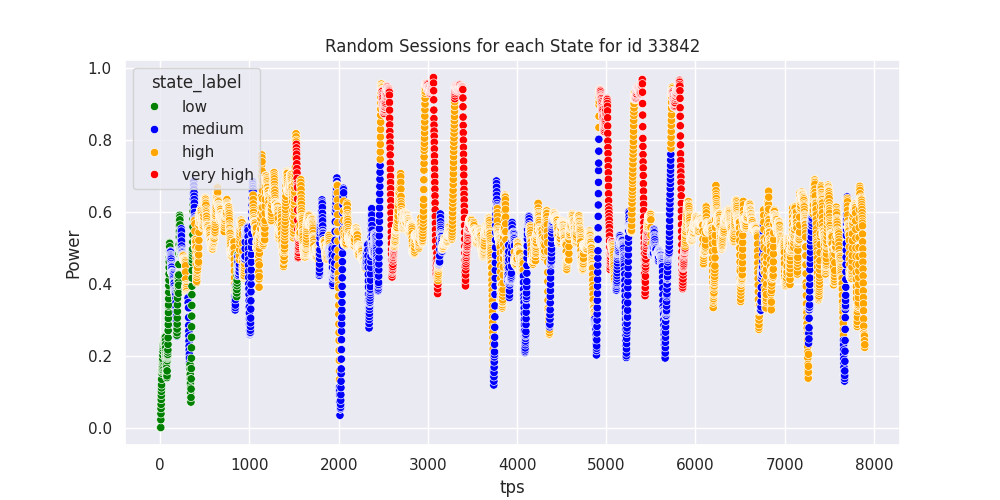 Random Sessions for each State for id 33842
1.0
0.8
0.6
0.4
0.2
0.0
Power
state_label
low
medium
high
very high
0 1000 2000 3000 4000 5000 6000 7000 8000
tps